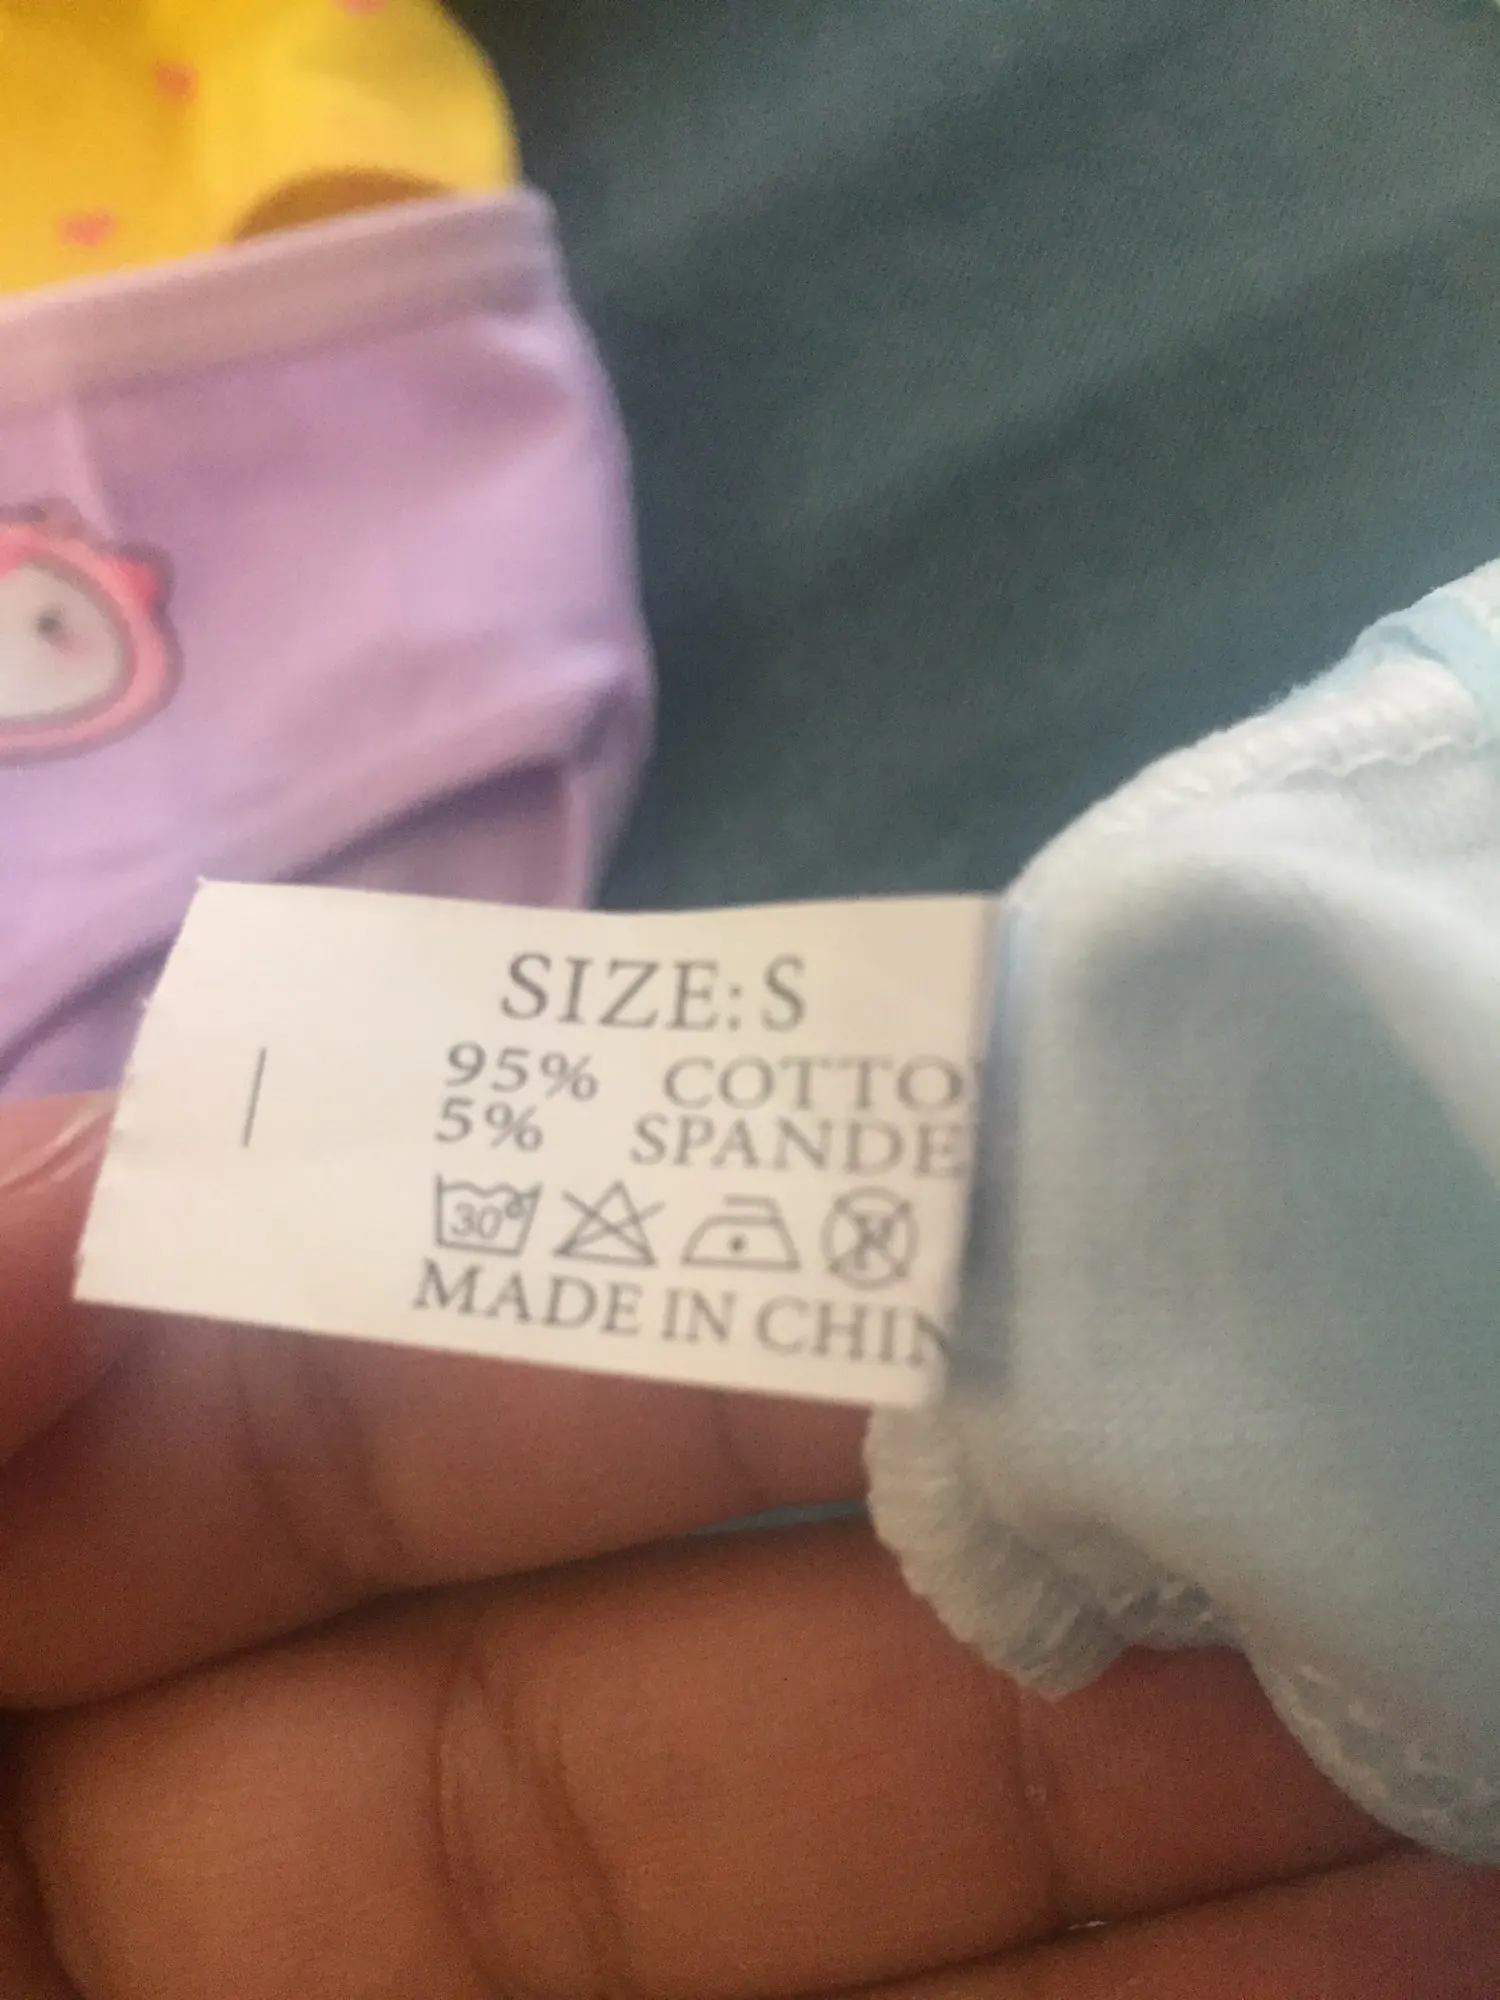 SIZE: S
95% COTTO
5% SPANDE
30
MADE IN CHIN